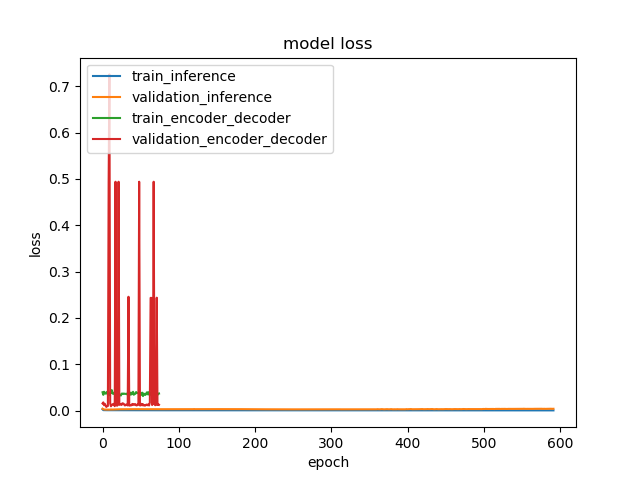 model loss
train_inference
validation_inference
train_encoder_decoder
validation_encoder_decoder
0.7
0.6
0.5
0.4
0.3
0.2
0.1
0.0
loss
0 100 200 300 400 500 600
epoch